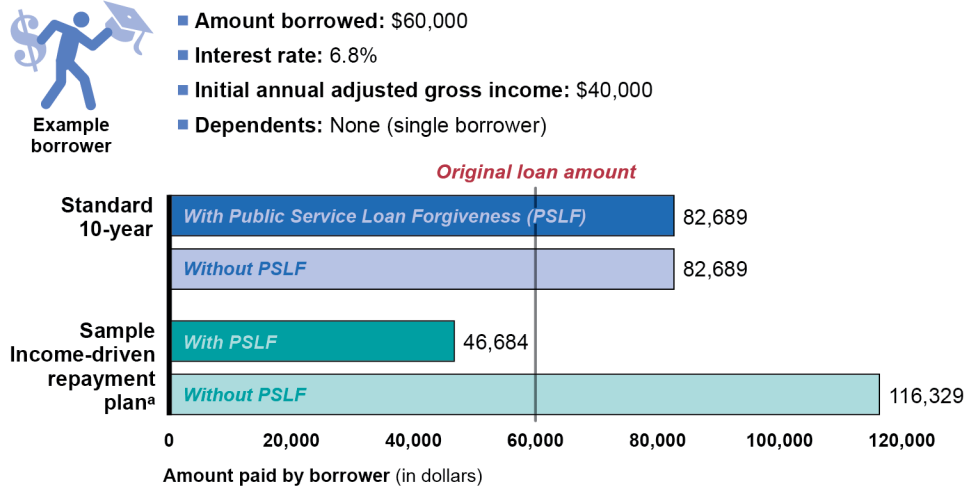 ■ Amount borrowed: $60,000
■ Interest rate: 6.8%
■ Initial annual adjusted gross income: $40,000
■ Dependents: None (single borrower)
$
Example
borrower
Original loan amount
Standard
10-year
With Public Service Loan Forgiveness (PSLF)
82,689
Without PSLF
82,689
Sample
Income-driven
repayment
planᵃ
With PSLF
46,684
Without PSLF
116,329
0 20,000 40,000 60,000 80,000 100,000 120,000
Amount paid by borrower (in dollars)